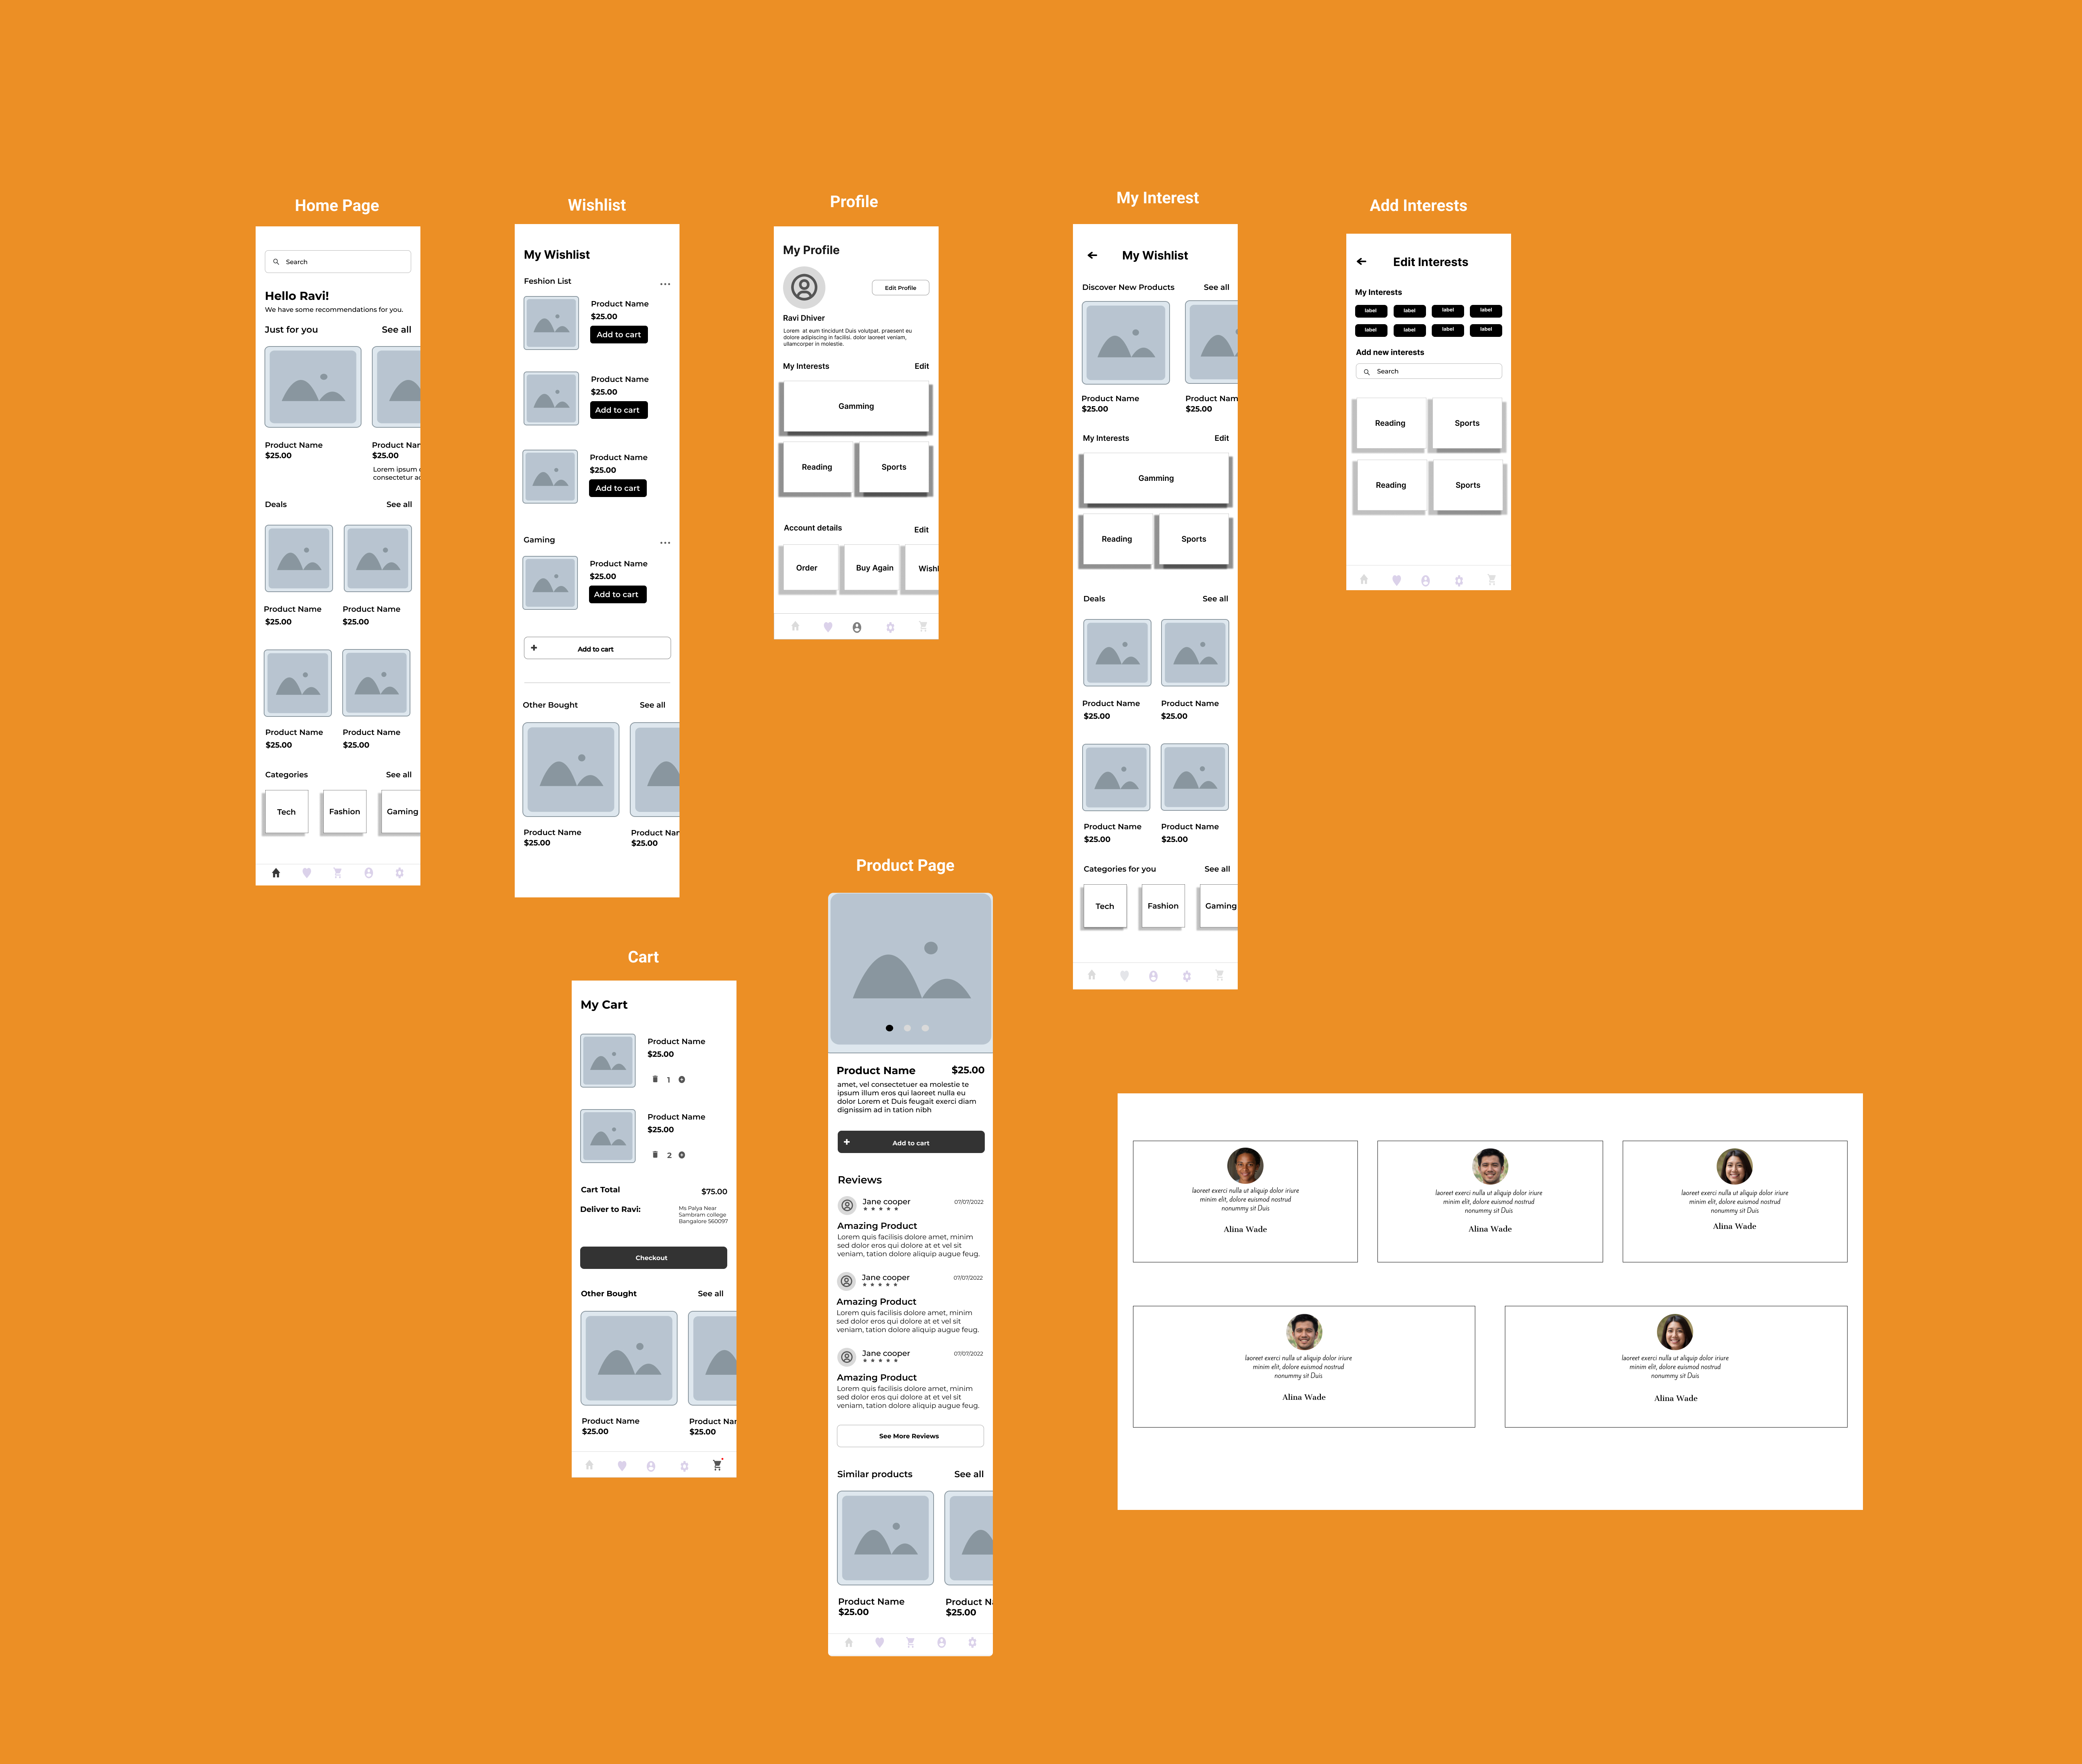 Home Page
Search
Hello Ravi!
We have some recommendations for you.
Just for you See all
Product Name Product Nar
$25.00 $25.00
Lorem ipsum
consectetur ac
Deals See all
Product Name Product Name
$25.00 $25.00
Product Name Product Name
$25.00 $25.00
Categories See all
Tech Fashion Gaming
Wishlist
My Wishlist
Feshion List
Product Name
$25.00
Add to cart
Product Name
$25.00
Add to cart
Product Name
$25.00
Add to cart
Gaming
Product Name
$25.00
Add to cart
+ Add to cart
Other Bought See all
Product Name Product Nar
$25.00 $25.00
Profile
My Profile
Edit Profile
Ravi Dhiver
Lorem at eum tincidunt Duis volutpat. praesent eu
dolore adipiscing in facilisi. dolor laoreet veniam,
ullamcorper in molestie.
My Interests Edit
Gamming
Reading Sports
Account details Edit
Order Buy Again Wishl
My Interest
My Wishlist
Discover New Products See all
Product Name Product Nam
$25.00 $25.00
My Interests Edit
Gamming
Reading Sports
Deals See all
Product Name Product Name
$25.00 $25.00
Product Name Product Name
$25.00 $25.00
Categories for you See all
Tech Fashion Gaming
Add Interests
Edit Interests
My Interests
label label label label
label label label label
Add new interests
Search
Reading Sports
Reading Sports
Cart
My Cart
Product Name
$25.00
1
Product Name
$25.00
2
Cart Total $75.00
Deliver to Ravi: Ms Palya Near
Sambram college
Bangalore 560097
Checkout
Other Bought See all
Product Name Product Nar
$25.00 $25.00
Product Page
Product Name $25.00
amet, vel consectetuer ea molestie te
ipsum illum eros qui laoreet nulla eu
dolor Lorem et Duis feugait exerci diam
dignissim ad in tation nibh
+ Add to cart
Reviews
Jane cooper 07/07/2022
Amazing Product
Lorem quis facilisis dolore amet, minim
sed dolor eros qui dolore at et vel sit
veniam, tation dolore aliquip augue feug.
Jane cooper 07/07/2022
Amazing Product
Lorem quis facilisis dolore amet, minim
sed dolor eros qui dolore at et vel sit
veniam, tation dolore aliquip augue feug.
Jane cooper 07/07/2022
Amazing Product
Lorem quis facilisis dolore amet, minim
sed dolor eros qui dolore at et vel sit
veniam, tation dolore aliquip augue feug.
See More Reviews
Similar products See all
Product Name Product N
$25.00 $25.00
laoreet exerci nulla ut aliquip dolor iriure
minim elit, dolore euismod nostrud
nonummy sit Duis
Alina Wade
laoreet exerci nulla ut aliquip dolor iriure
minim elit, dolore euismod nostrud
nonummy sit Duis
Alina Wade
laoreet exerci nulla ut aliquip dolor iriure
minim elit, dolore euismod nostrud
nonummy sit Duis
Alina Wade
laoreet exerci nulla ut aliquip dolor iriure
minim elit, dolore euismod nostrud
nonummy sit Duis
Alina Wade
laoreet exerci nulla ut aliquip dolor iriure
minim elit, dolore euismod nostrud
nonummy sit Duis
Alina Wade